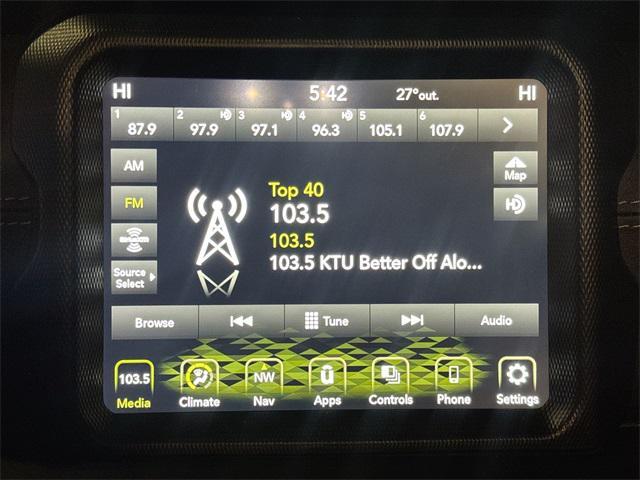 HI 5:42 27° out. HI
1 87.9 2 97.9 3 97.1 4 96.3 5 105.1 6 107.9
AM
FM
SiriusXM
Source
Select
Map
HD
Top 40
103.5
103.5
103.5 KTU Better Off Alo...
Browse Tune Audio
103.5 NW
Media Climate Nav Apps Controls Phone Settings